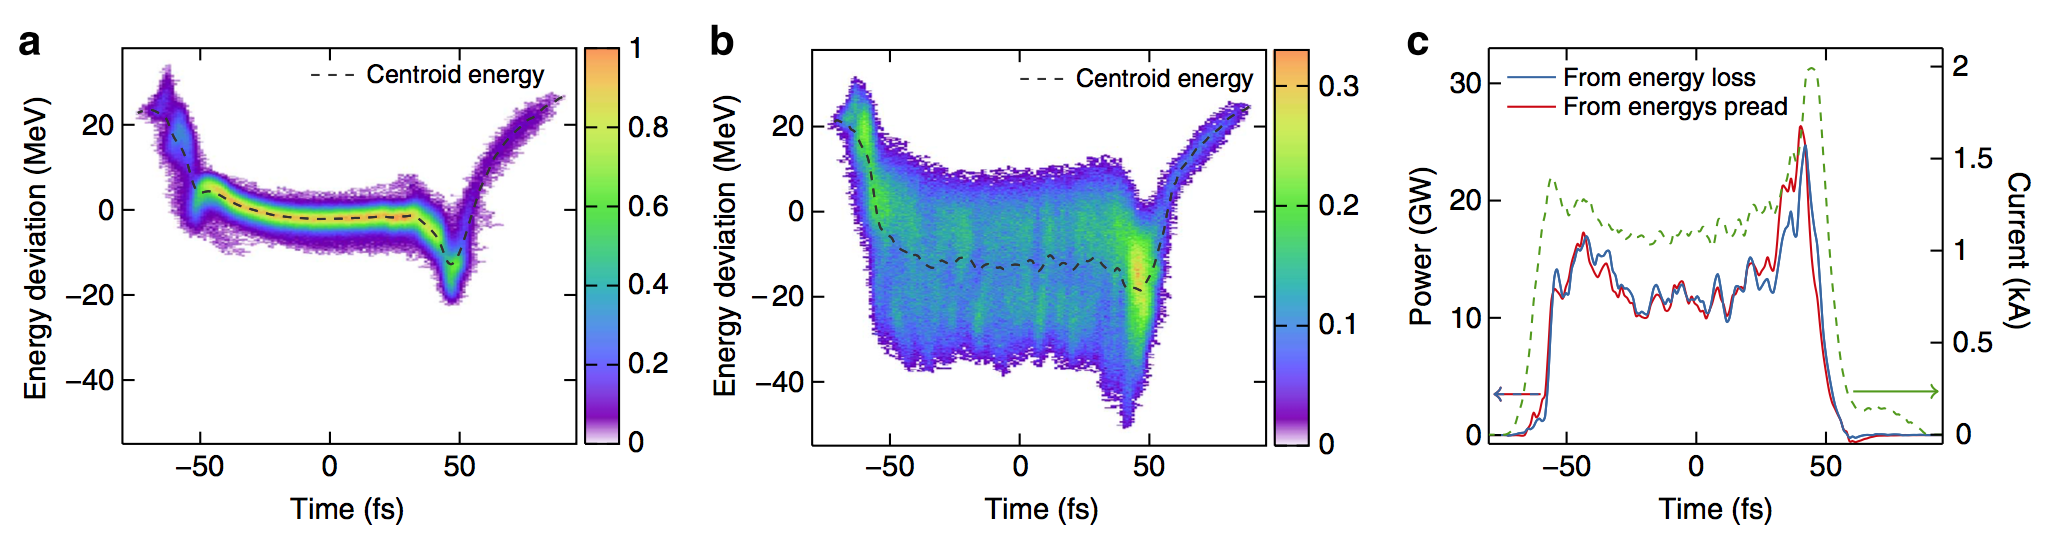 a
Centroid energy
Energy deviation (MeV)
20
0
−20
−40
−50
0
50
Time (fs)
1
0.8
0.6
0.4
0.2
0
b
Centroid energy
Energy deviation (MeV)
20
0
−20
−40
−50
0
50
Time (fs)
0.3
0.2
0.1
0
c
From energy loss
From energys pread
Power (GW)
30
20
10
0
−50
0
50
Time (fs)
2
1.5
1
0.5
0
Current (kA)